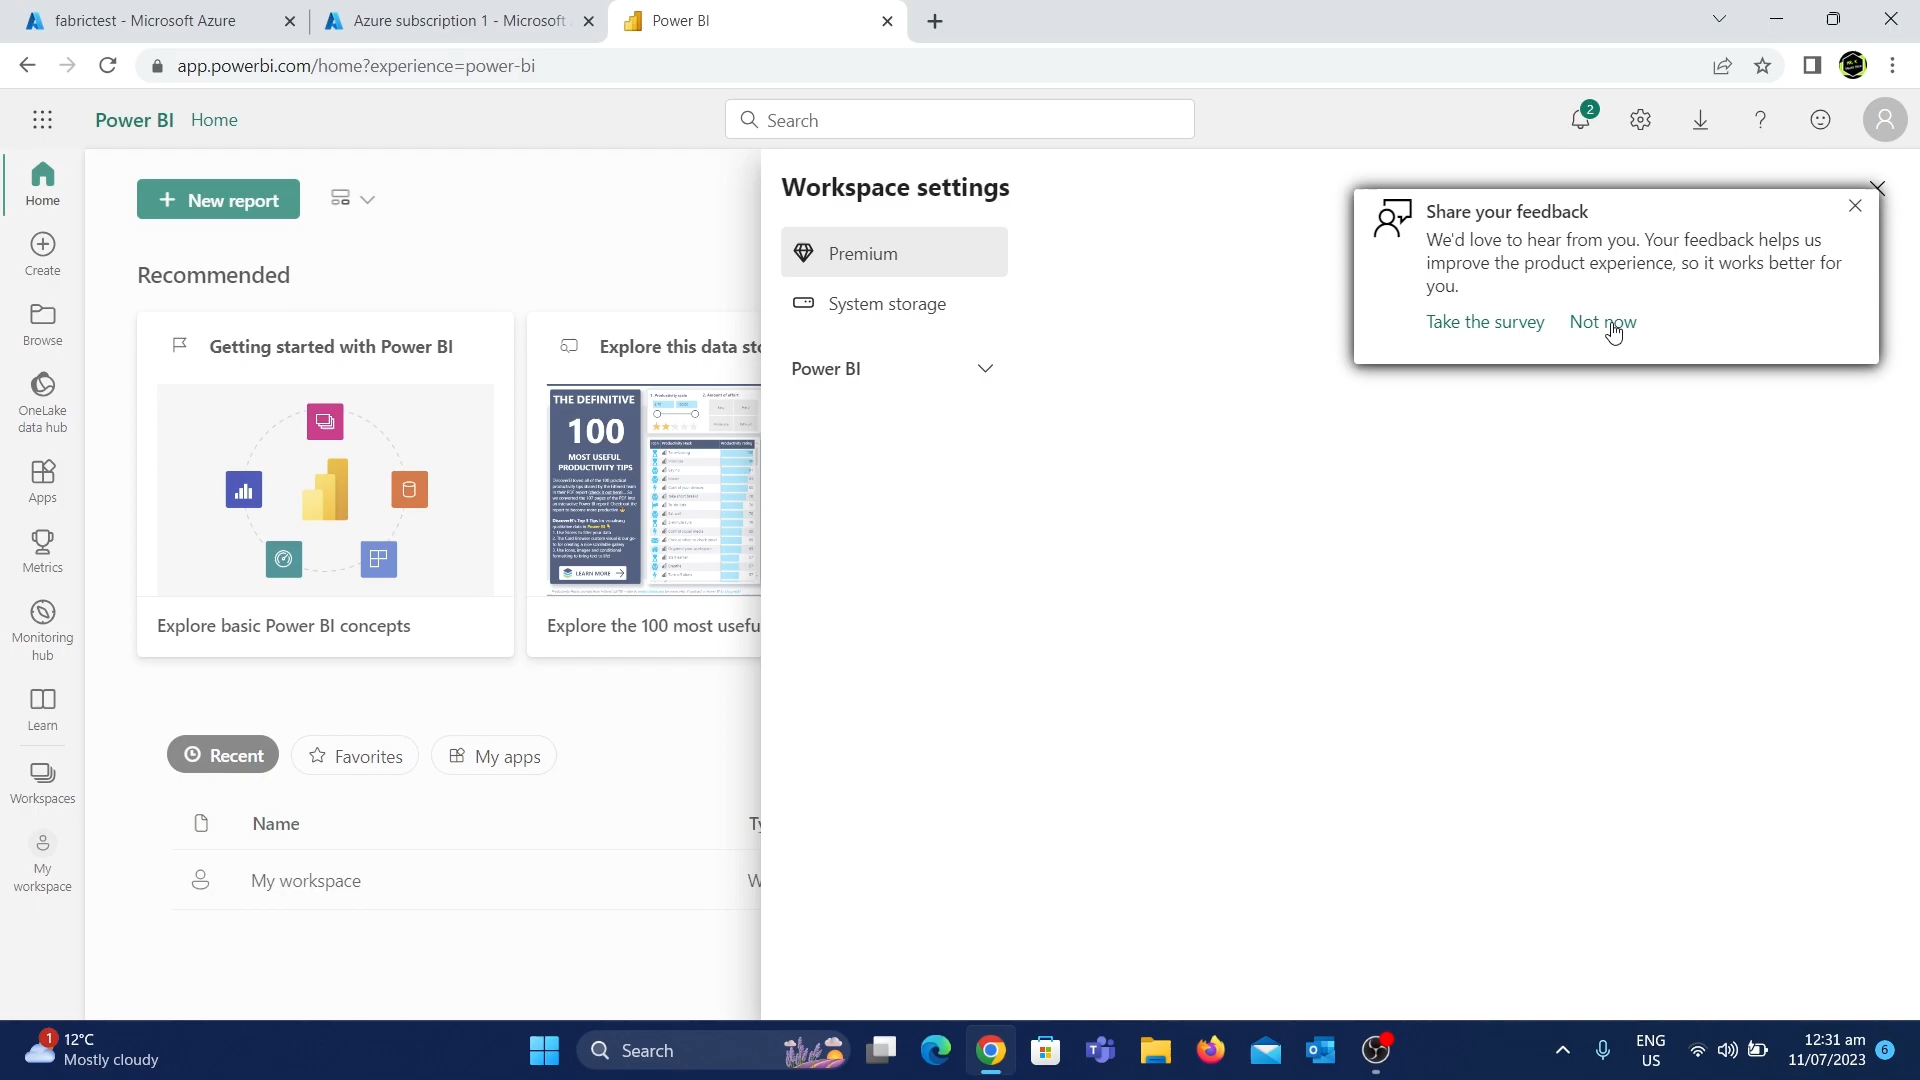 fabrictest - Microsoft Azure
Azure subscription 1 - Microsoft
Power BI
app.powerbi.com/home?experience=power-bi
Power BI Home
Search
2
Home
Create
Browse
OneLake
data hub
Apps
Metrics
Monitoring
hub
Learn
Workspaces
My
workspace
New report
Recommended
Getting started with Power BI
Explore basic Power BI concepts
Explore this data sto
THE DEFINITIVE
100
MOST USEFUL
PRODUCTIVITY TIPS
LEARN MORE
Explore the 100 most usefu
Recent
Favorites
My apps
Name
Ty
My workspace
W
Workspace settings
Premium
System storage
Power BI
Share your feedback
We'd love to hear from you. Your feedback helps us
improve the product experience, so it works better for
you.
Take the survey
Not now
1
12°C
Mostly cloudy
Search
ENG
US
12:31 am
11/07/2023
6